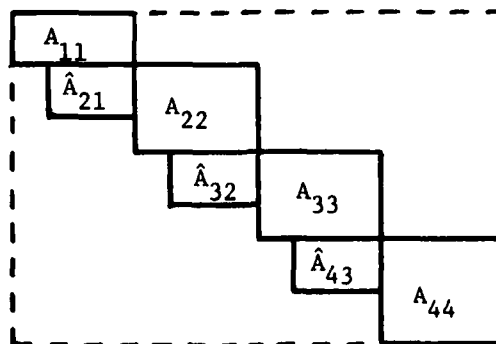 A₁₁
Â₂₁
A₂₂
Â₃₂
A₃₃
Â₄₃
A₄₄